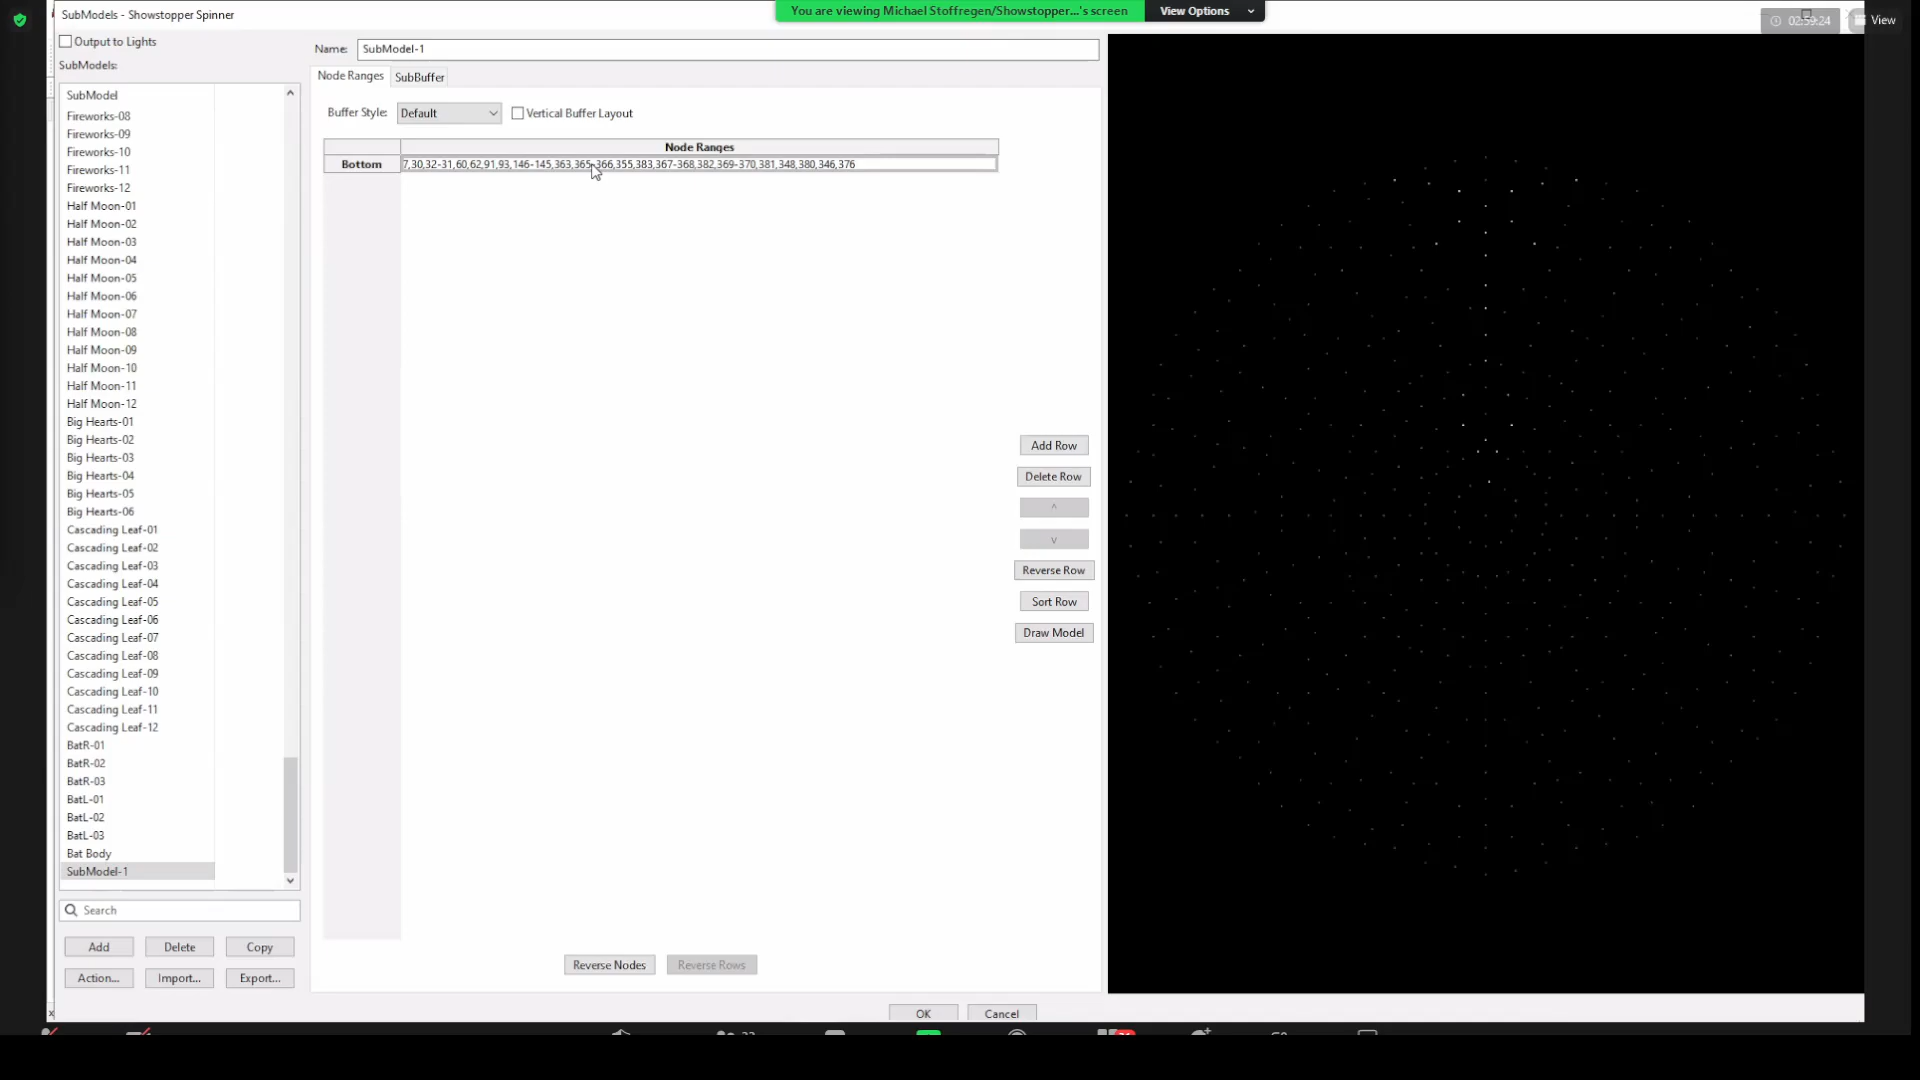 SubModels - Showstopper Spinner
You are viewing Michael Stoffregen/Showstopper...'s screen
View Options
02:59:24
View
Output to Lights
SubModels:
SubModel
Fireworks-08
Fireworks-09
Fireworks-10
Fireworks-11
Fireworks-12
Half Moon-01
Half Moon-02
Half Moon-03
Half Moon-04
Half Moon-05
Half Moon-06
Half Moon-07
Half Moon-08
Half Moon-09
Half Moon-10
Half Moon-11
Half Moon-12
Big Hearts-01
Big Hearts-02
Big Hearts-03
Big Hearts-04
Big Hearts-05
Big Hearts-06
Cascading Leaf-01
Cascading Leaf-02
Cascading Leaf-03
Cascading Leaf-04
Cascading Leaf-05
Cascading Leaf-06
Cascading Leaf-07
Cascading Leaf-08
Cascading Leaf-09
Cascading Leaf-10
Cascading Leaf-11
Cascading Leaf-12
BatR-01
BatR-02
BatR-03
BatL-01
BatL-02
BatL-03
Bat Body
SubModel-1
Search
Add
Delete
Copy
Action...
Import...
Export...
Name:
SubModel-1
Node Ranges
SubBuffer
Buffer Style:
Default
Vertical Buffer Layout
Node Ranges
Bottom
7,30,32-31,60,62,91,93,146-145,363,365-366,355,383,367-368,382,369-370,381,348,380,346,376
Add Row
Delete Row
^
v
Reverse Row
Sort Row
Draw Model
Reverse Nodes
Reverse Rows
OK
Cancel